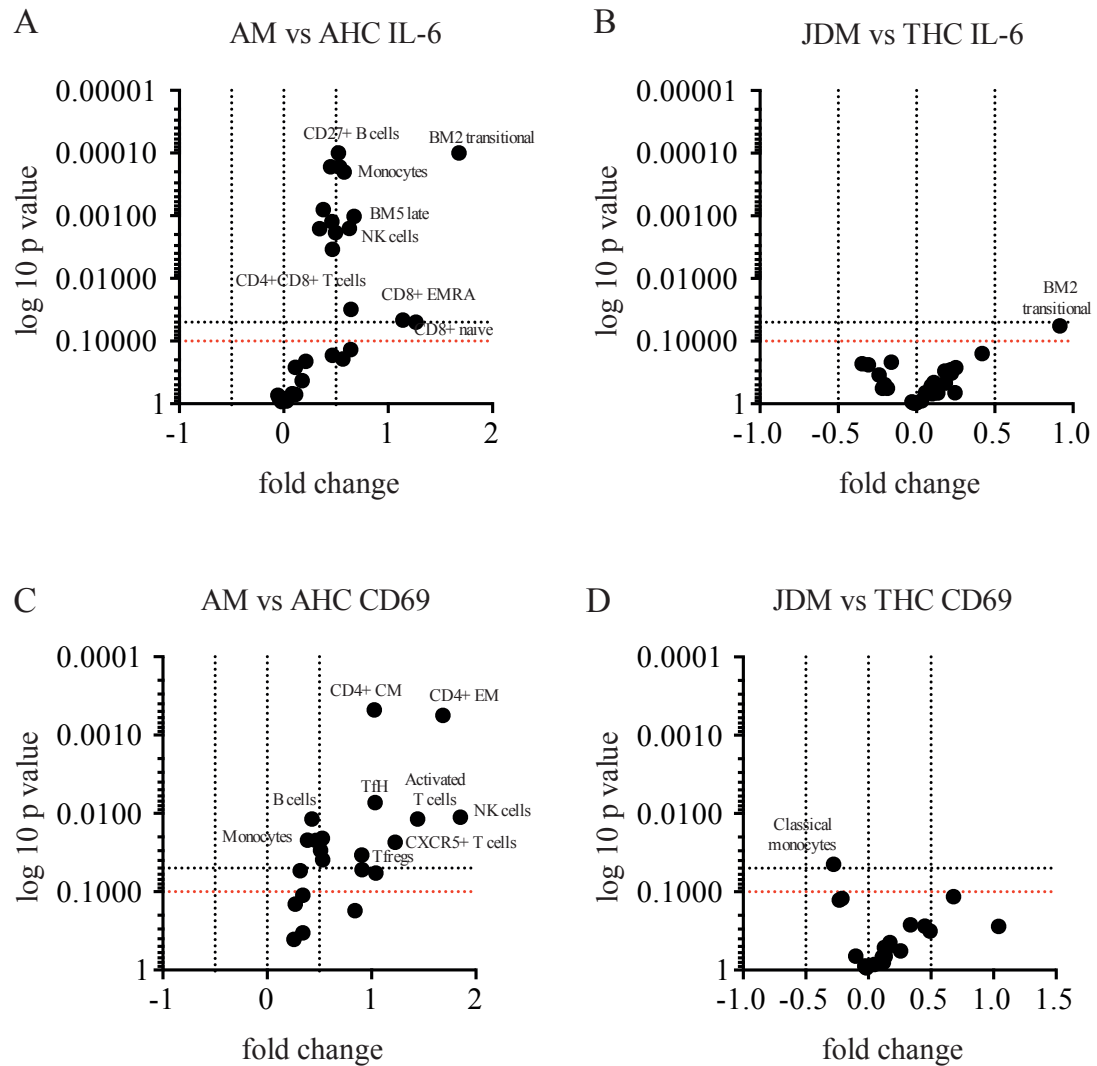 A
AM vs AHC IL-6
log 10 p value
0.00001
0.00010
0.00100
0.01000
0.10000
1
CD27+ B cells
BM2 transitional
Monocytes
BM5 late
NK cells
CD4+CD8+ T cells
CD8+ EMRA
CD8+ naive
-1
0
1
2
fold change
B
JDM vs THC IL-6
log 10 p value
0.00001
0.00010
0.00100
0.01000
0.10000
1
BM2
transitional
-1.0
-0.5
0.0
0.5
1.0
fold change
C
AM vs AHC CD69
log 10 p value
0.0001
0.0010
0.0100
0.1000
1
CD4+ CM
CD4+ EM
TfH
Activated
T cells
B cells
NK cells
Monocytes
CXCR5+ T cells
Tfregs
-1
0
1
2
fold change
D
JDM vs THC CD69
log 10 p value
0.0001
0.0010
0.0100
0.1000
1
Classical
monocytes
-1.0
-0.5
0.0
0.5
1.0
1.5
fold change